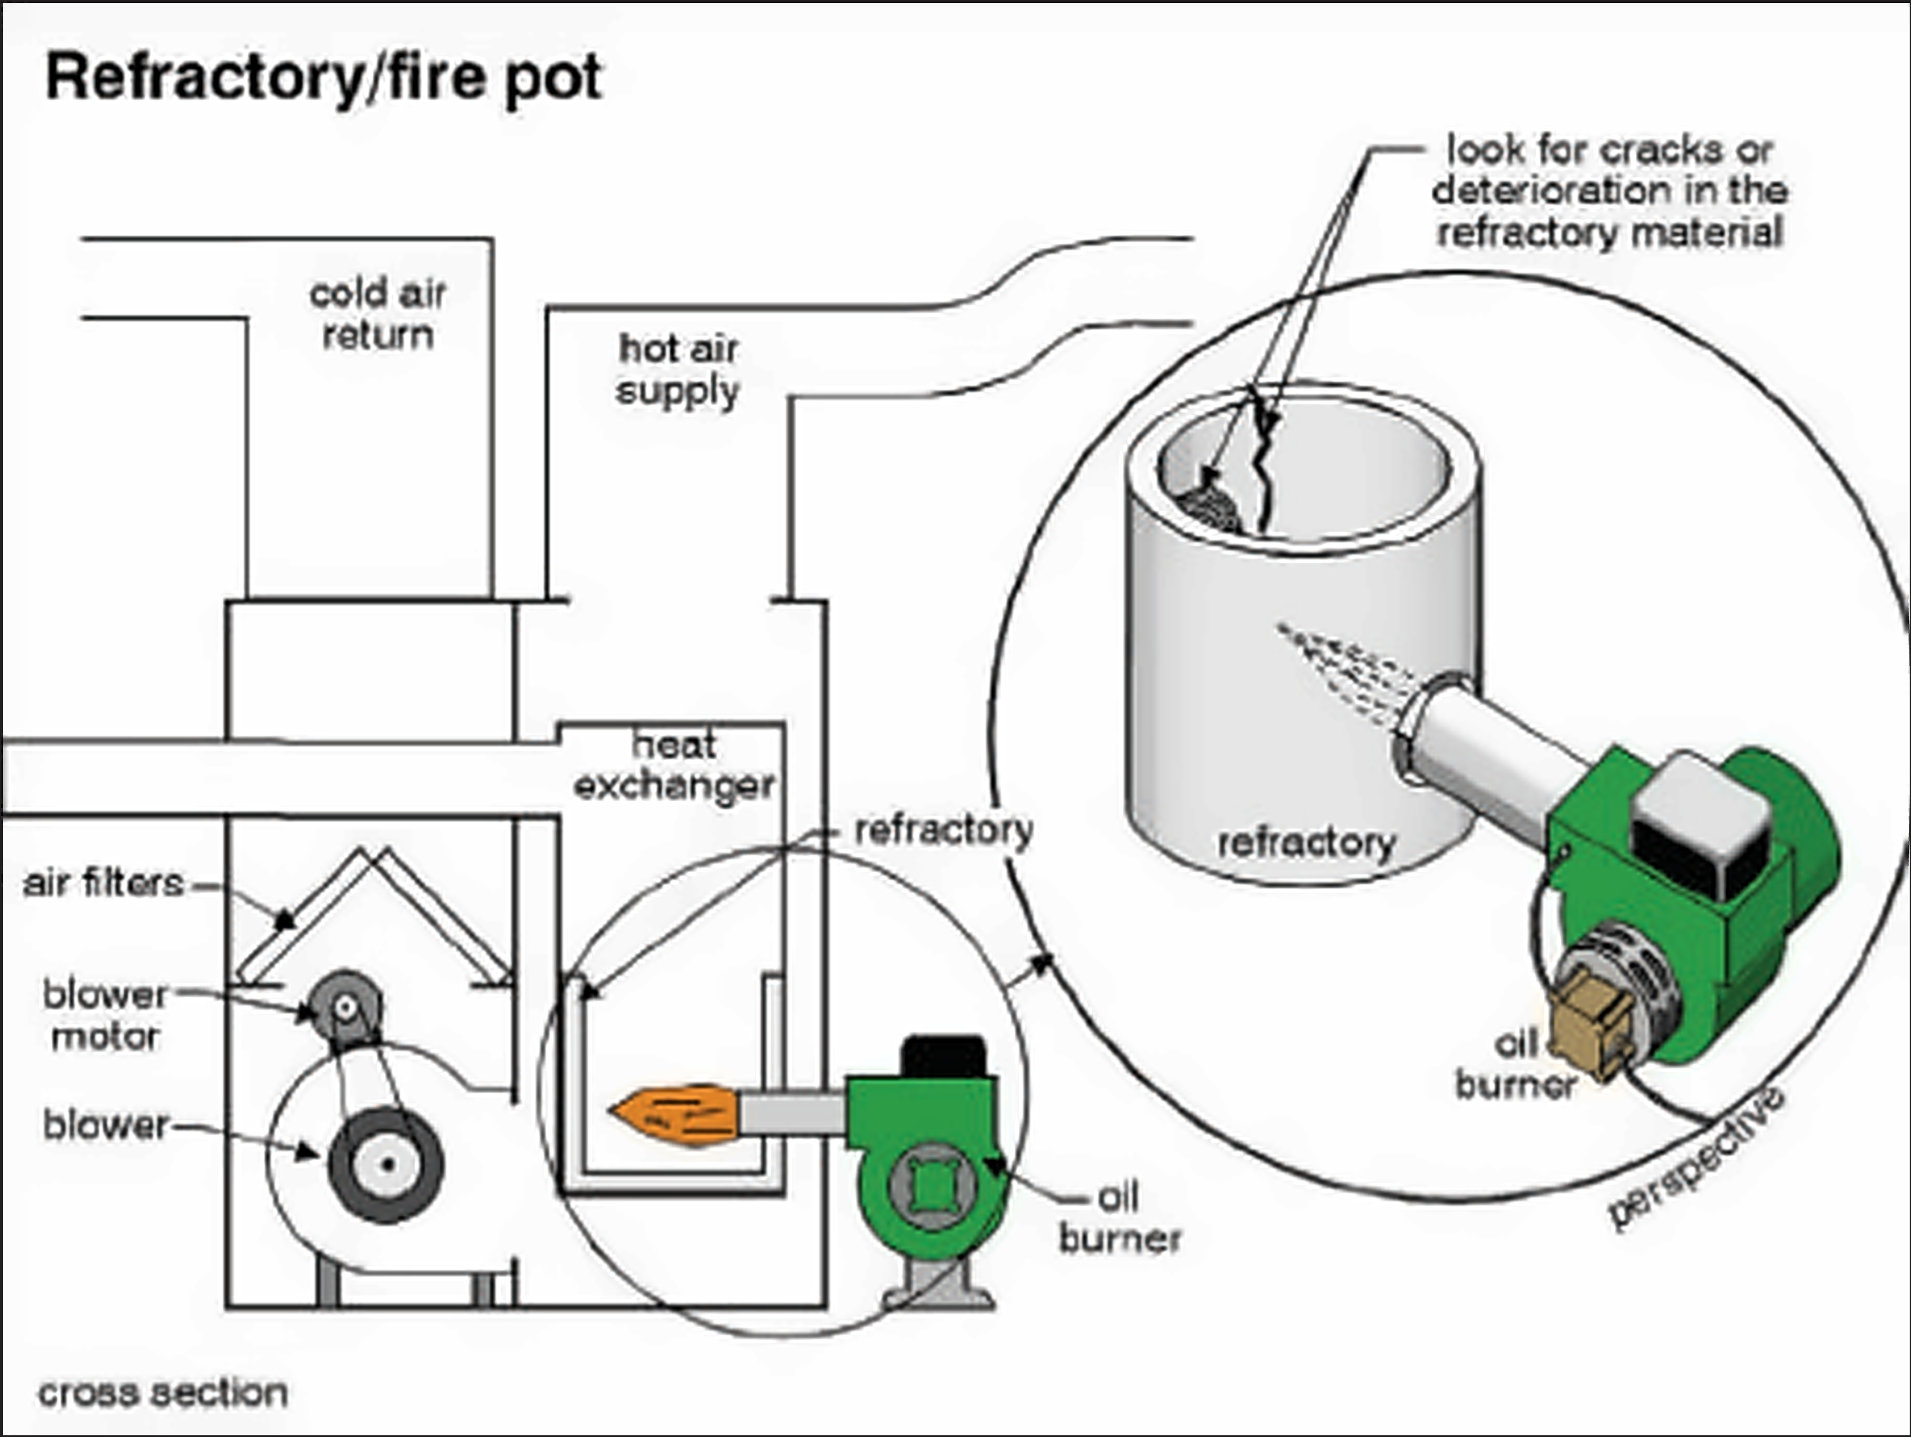 Refractory/fire pot
look for cracks or
deterioration in the
refractory material
cold air
return
hot air
supply
heat
exchanger
refractory
refractory
air filters
blower
motor
blower
oil
burner
oil
burner
perspective
cross section